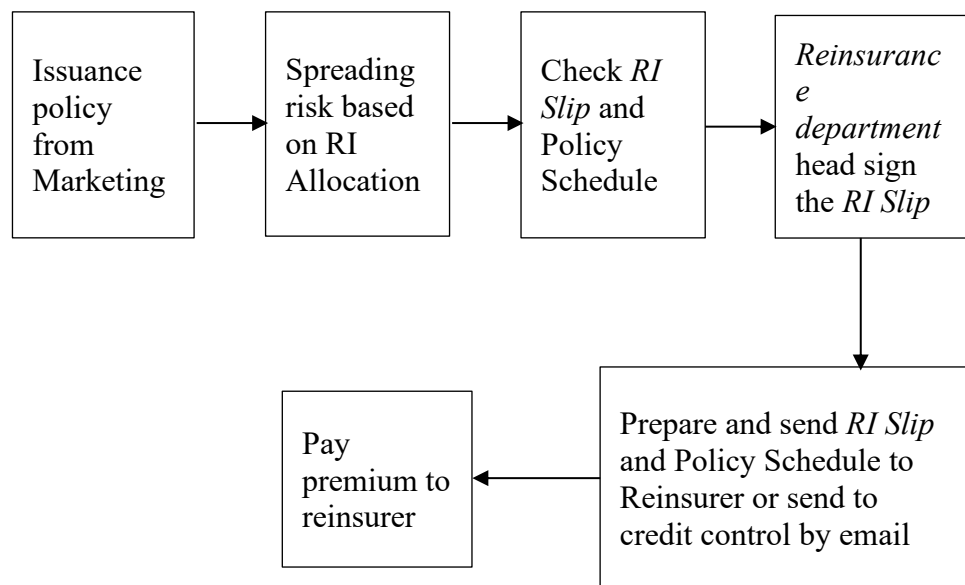 Issuance
policy
from
Marketing
Spreading
risk based
on RI
Allocation
Check RI
Slip and
Policy
Schedule
Reinsuranc
e
department
head sign
the RI Slip
Prepare and send RI Slip
and Policy Schedule to
Reinsurer or send to
credit control by email
Pay
premium to
reinsurer